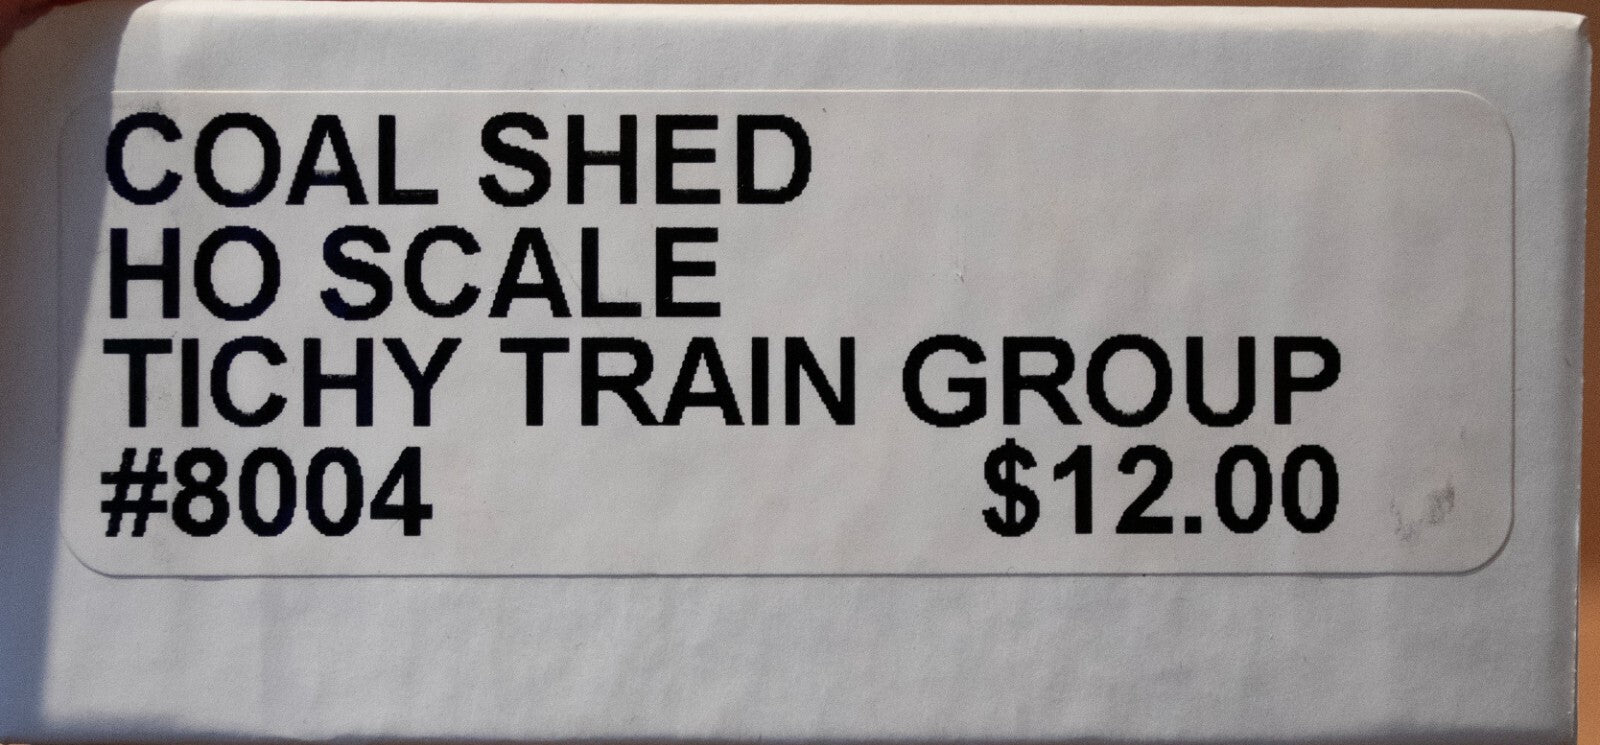 COAL SHED
HO SCALE
TICHY TRAIN GROUP
#8004 $12.00